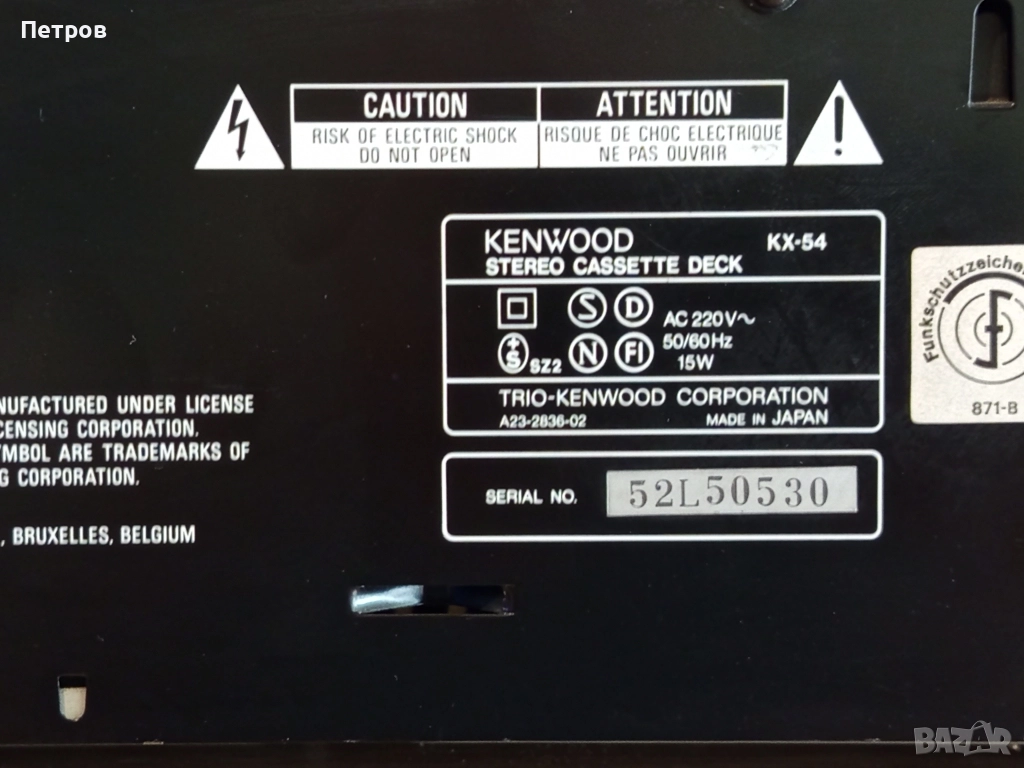 Петров
CAUTION
RISK OF ELECTRIC SHOCK
DO NOT OPEN
ATTENTION
RISQUE DE CHOC ELECTRIQUE
NE PAS OUVRIR
KENWOOD KX-54
STEREO CASSETTE DECK
S D
AC 220V~
50/60Hz
15W
S SZ2 N FI
TRIO-KENWOOD CORPORATION
A23-2836-02 MADE IN JAPAN
SERIAL NO. 52L50530
Funkschutzzeichen
871-B
NUFACTURED UNDER LICENSE
CENSING CORPORATION.
YMBOL ARE TRADEMARKS OF
G CORPORATION.
, BRUXELLES, BELGIUM
BAZAR